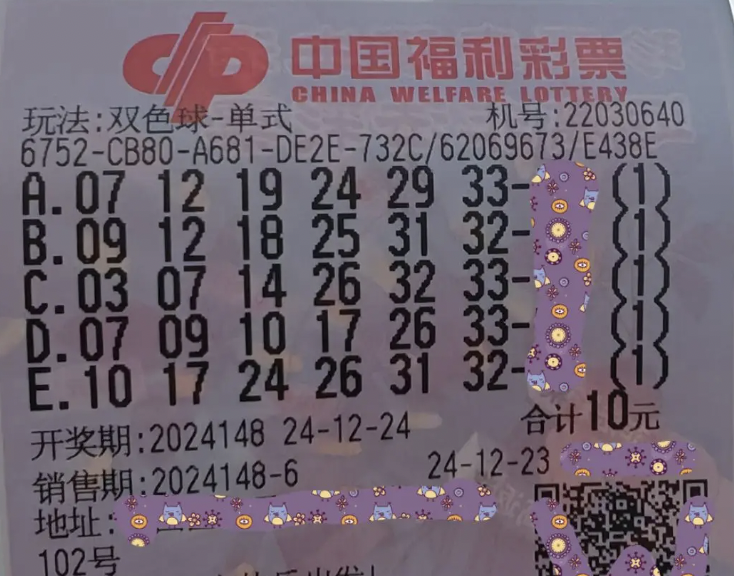 中国福利彩票
CHINA WELFARE LOTTERY
玩法:双色球-单式 机号:22030640
6752-CB80-A681-DE2E-732C/62069673/E438E
A.07 12 19 24 29 33- (1)
B.09 12 18 25 31 32- (1)
C.03 07 14 26 32 33- (1)
D.07 09 10 17 26 33- (1)
E.10 17 24 26 31 32- (1)
合计10元
开奖期:2024148 24-12-24
销售期:2024148-6 24-12-23
地址:
102号